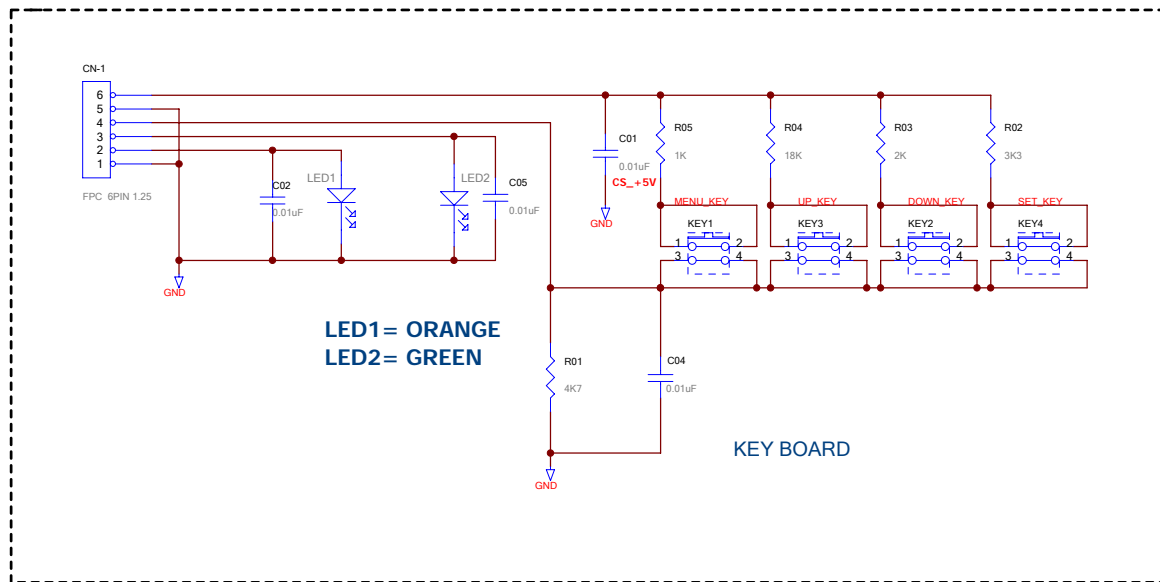 CN-1
6
5
4
3
2
1
FPC 6PIN 1.25
C02
0.01uF
LED1
LED2
C05
0.01uF
GND
C01
0.01uF
CS_+5V
GND
R05
1K
R04
18K
R03
2K
R02
3K3
MENU_KEY
KEY1
1 2
3 4
UP_KEY
KEY3
1 2
3 4
DOWN_KEY
KEY2
1 2
3 4
SET_KEY
KEY4
1 2
3 4
LED1= ORANGE
LED2= GREEN
R01
4K7
C04
0.01uF
GND
KEY BOARD